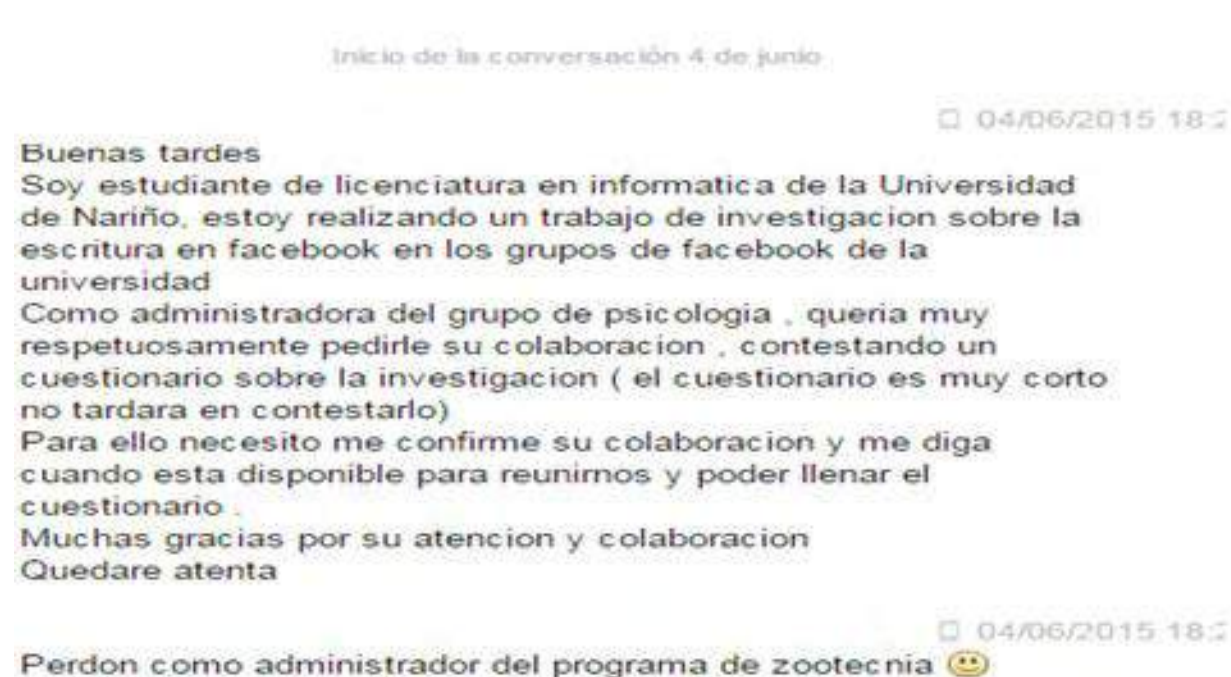 Inicio de la conversación 4 de junio
04/06/2015 18:2
Buenas tardes
Soy estudiante de licenciatura en informatica de la Universidad
de Nariño, estoy realizando un trabajo de investigacion sobre la
escritura en facebook en los grupos de facebook de la
universidad
Como administradora del grupo de psicologia , queria muy
respetuosamente pedirle su colaboracion , contestando un
cuestionario sobre la investigacion ( el cuestionario es muy corto
no tardara en contestarlo)
Para ello necesito me confirme su colaboracion y me diga
cuando esta disponible para reunirnos y poder llenar el
cuestionario .
Muchas gracias por su atencion y colaboracion
Quedare atenta
04/06/2015 18:2
Perdon como administrador del programa de zootecnia